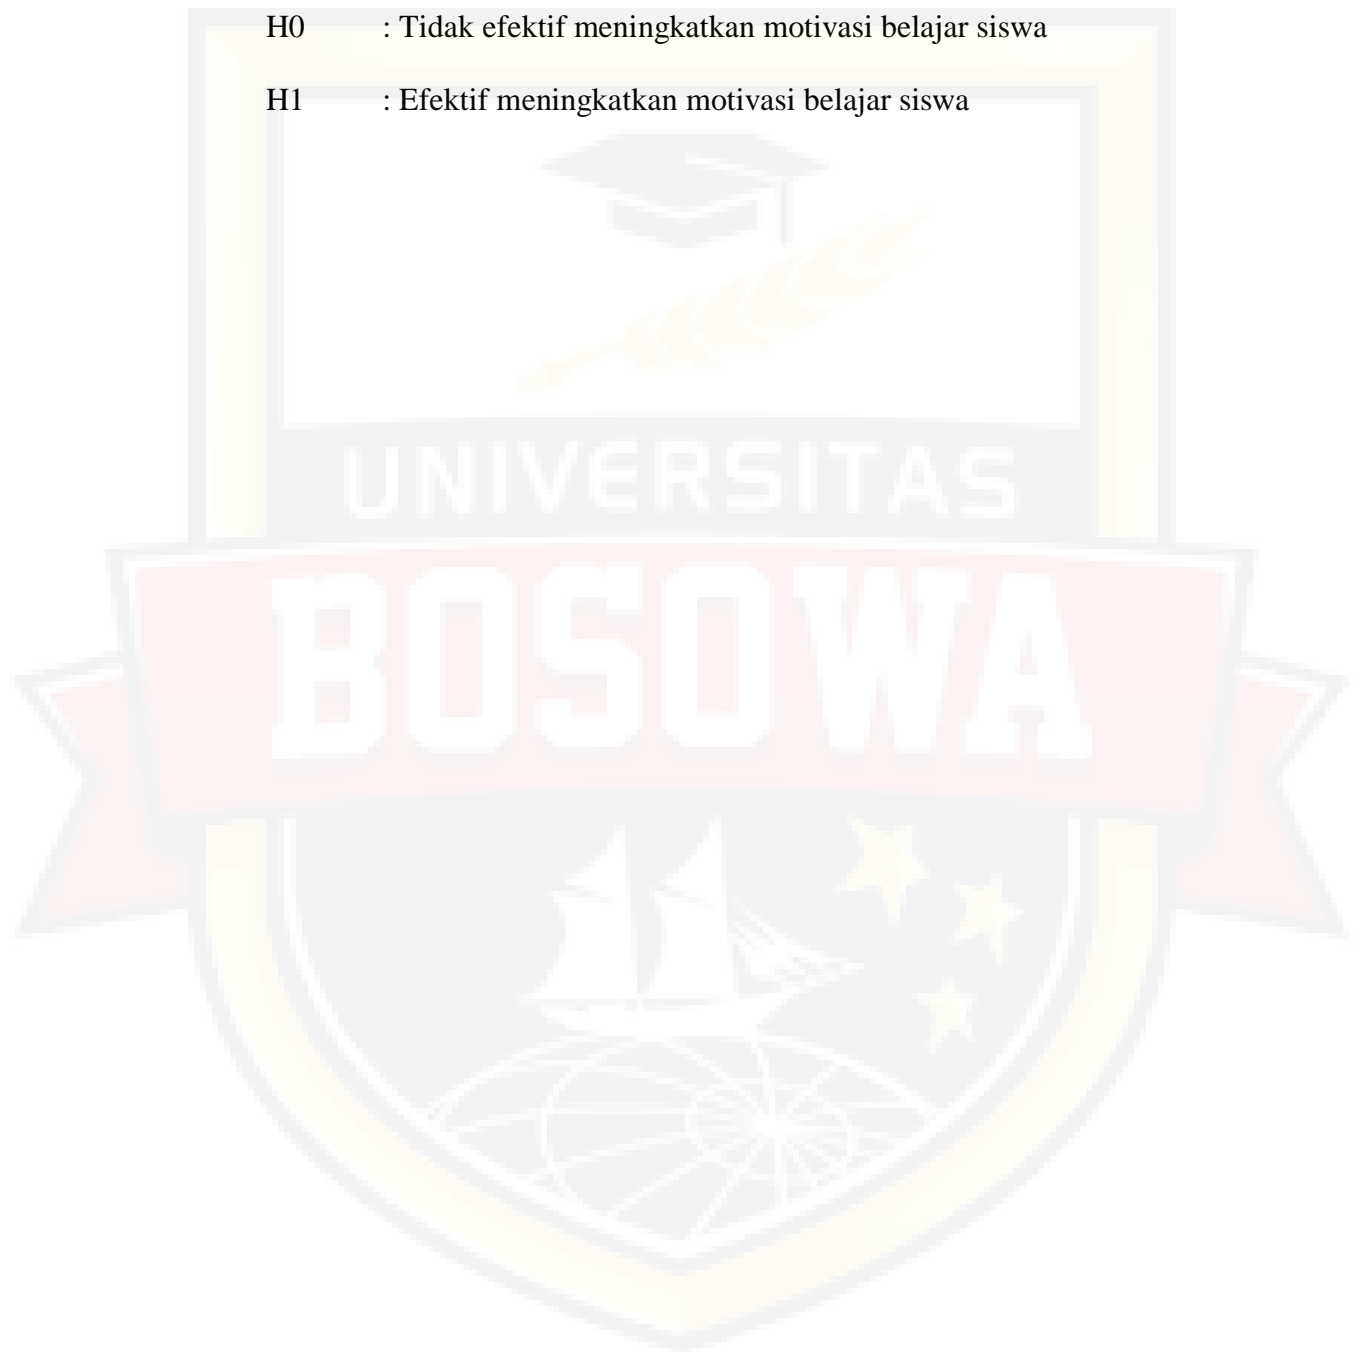 H0 : Tidak efektif meningkatkan motivasi belajar siswa
H1 : Efektif meningkatkan motivasi belajar siswa
UNIVERSITAS
BOSOWA